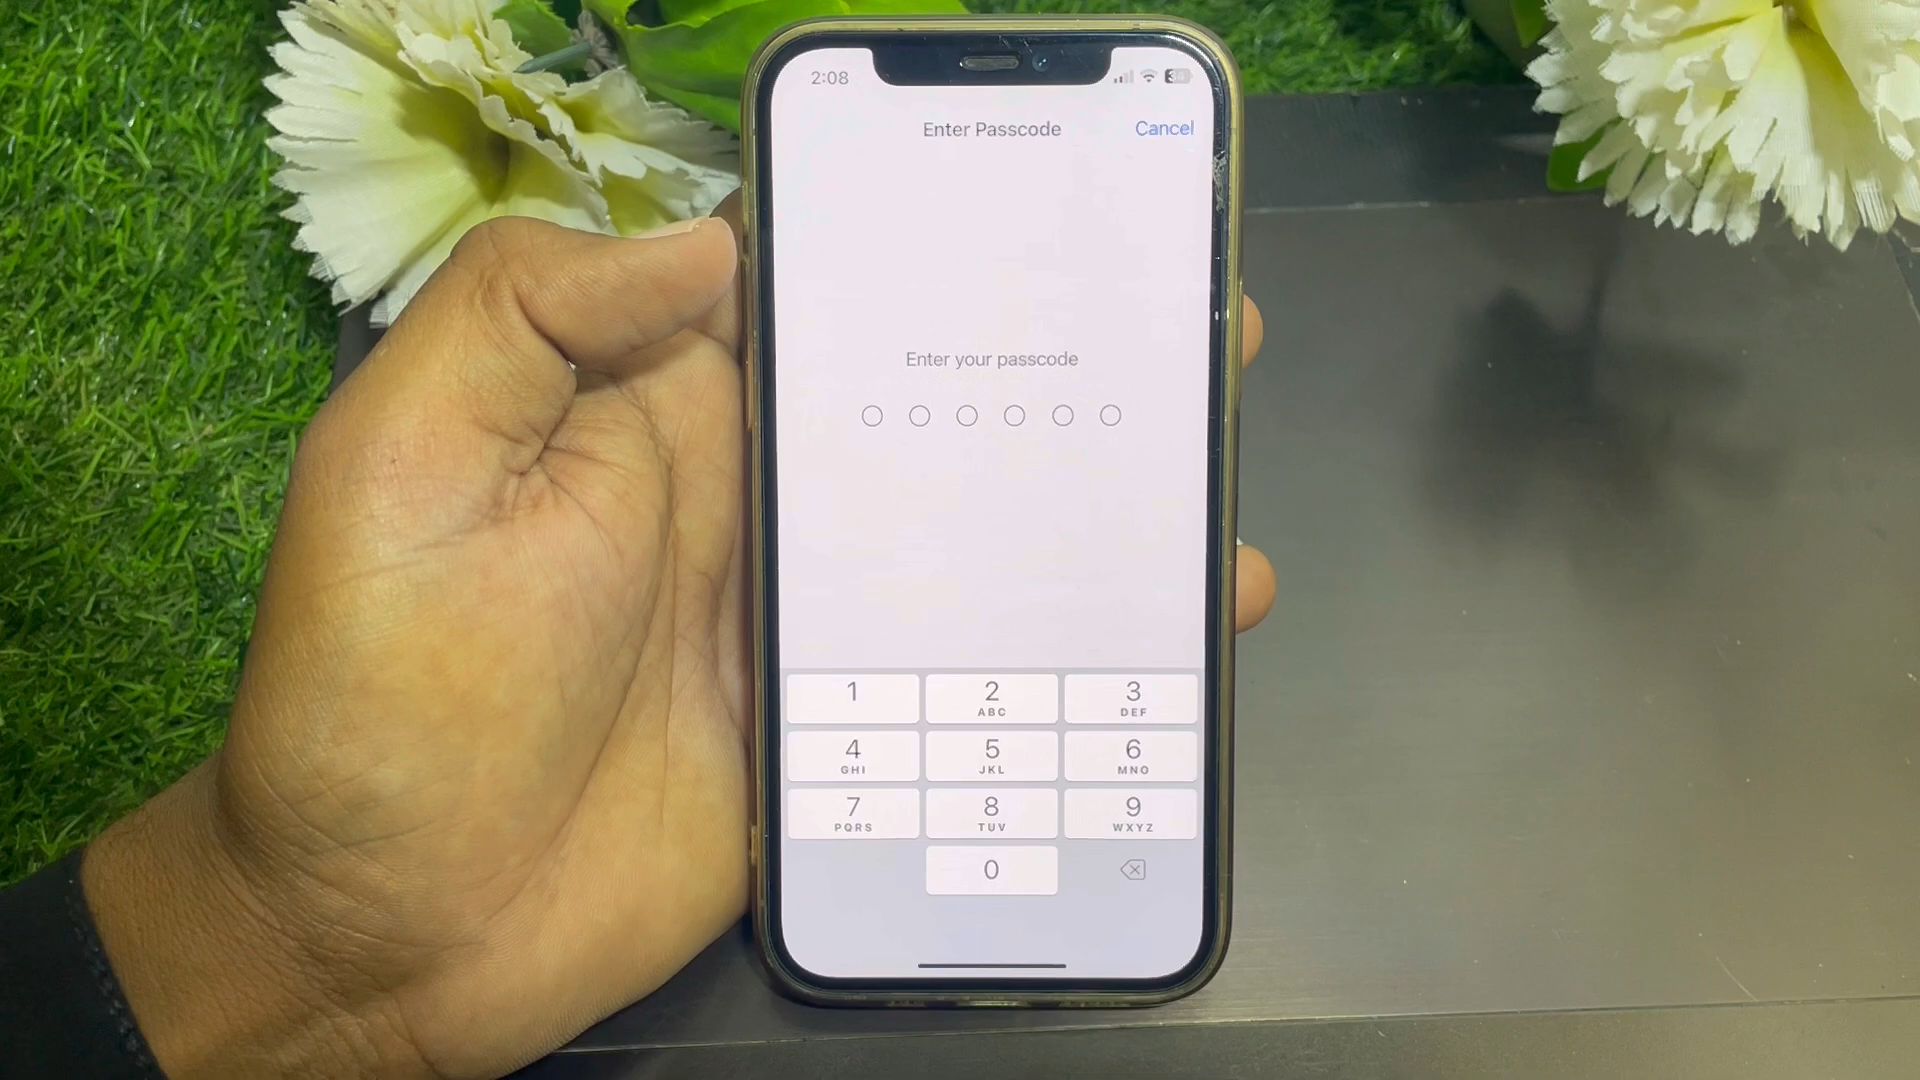 2:08
Enter Passcode Cancel
Enter your passcode
1 2 3
ABC DEF
4 5 6
GHI JKL MNO
7 8 9
PQRS TUV WXYZ
0